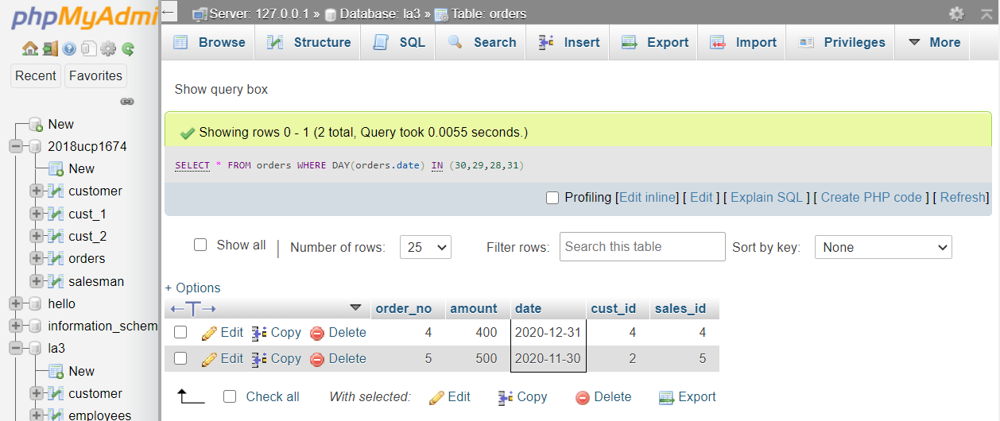 phpMyAdmi
Server: 127.0.0.1 » Database: la3 » Table: orders
Browse Structure SQL Search Insert Export Import Privileges More
Recent Favorites
Show query box
New
2018ucp1674
New
customer
cust_1
cust_2
orders
salesman
hello
information_schem
la3
New
customer
employees
Showing rows 0 - 1 (2 total, Query took 0.0055 seconds.)
SELECT * FROM orders WHERE DAY(orders.date) IN (30,29,28,31)
Profiling [Edit inline] [ Edit ] [ Explain SQL ] [ Create PHP code ] [ Refresh]
Show all | Number of rows: 25 Filter rows: Search this table Sort by key: None
+ Options
←T→ order_no amount date cust_id sales_id
Edit Copy Delete 4 400 2020-12-31 4 4
Edit Copy Delete 5 500 2020-11-30 2 5
Check all With selected: Edit Copy Delete Export